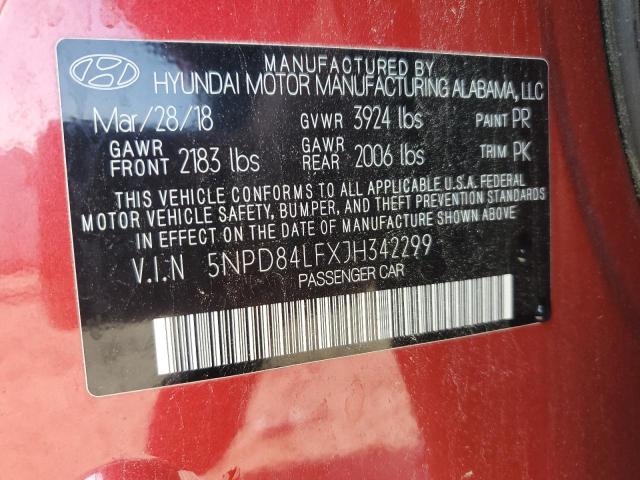 MANUFACTURED BY
HYUNDAI MOTOR MANUFACTURING ALABAMA, LLC
Mar/28/18 GVWR 3924 lbs PAINT PR
GAWR FRONT 2183 lbs GAWR REAR 2006 lbs TRIM PK
THIS VEHICLE CONFORMS TO ALL APPLICABLE U.S.A. FEDERAL
MOTOR VEHICLE SAFETY, BUMPER, AND THEFT PREVENTION STANDARDS
IN EFFECT ON THE DATE OF MANUFACTURE SHOWN ABOVE
V.I.N 5NPD84LFXJH342299
PASSENGER CAR